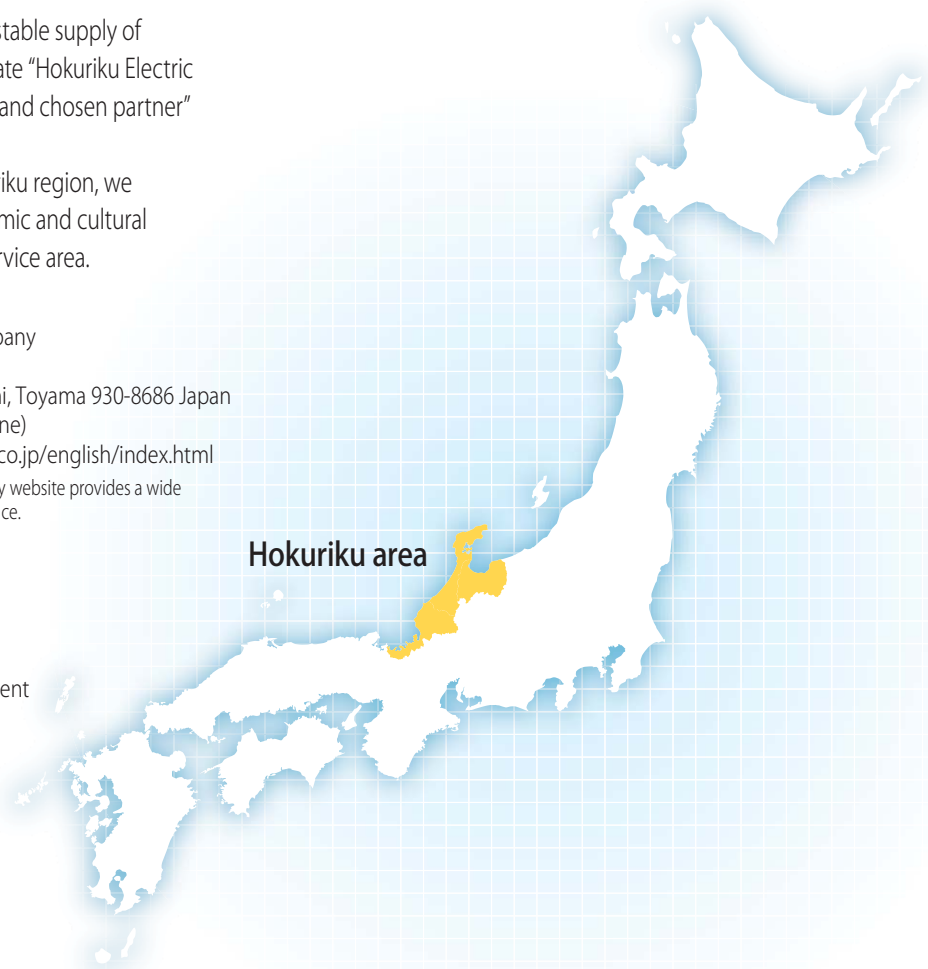 stable supply of
ate “Hokuriku Electric
and chosen partner”
iku region, we
mic and cultural
rvice area.
pany
i, Toyama 930-8686 Japan
ne)
co.jp/english/index.html
y website provides a wide
ce.
Hokuriku area
ent